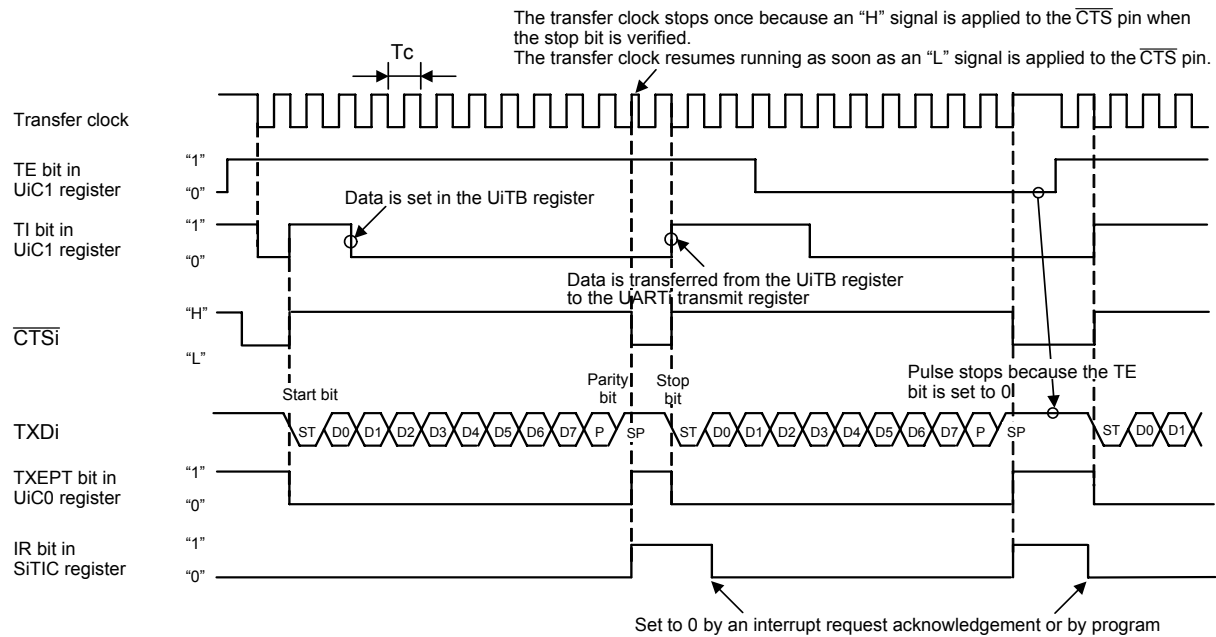 The transfer clock stops once because an “H” signal is applied to the CTS pin when
the stop bit is verified.
The transfer clock resumes running as soon as an “L” signal is applied to the CTS pin.
Tc
Transfer clock
TE bit in
UiC1 register
“1”
“0”
Data is set in the UiTB register
TI bit in
UiC1 register
“1”
“0”
Data is transferred from the UiTB register
to the UARTi transmit register
CTSi
“H”
“L”
Pulse stops because the TE
bit is set to 0
Start bit
Parity
bit
Stop
bit
TXDi
ST D0 D1 D2 D3 D4 D5 D6 D7 P SP ST D0 D1 D2 D3 D4 D5 D6 D7 P SP ST D0 D1
TXEPT bit in
UiC0 register
“1”
“0”
IR bit in
SiTIC register
“1”
“0”
Set to 0 by an interrupt request acknowledgement or by program